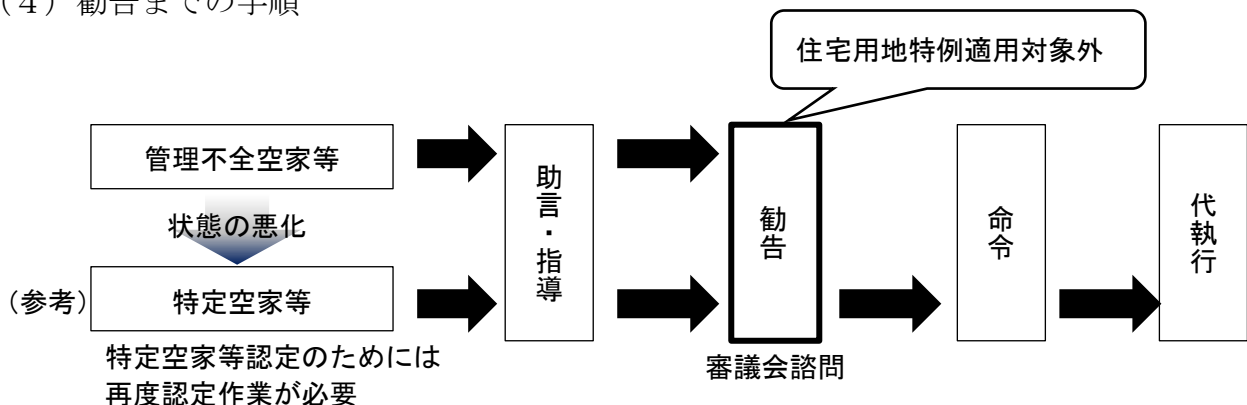 (4)勧告までの手順
住宅用地特例適用対象外
管理不全空家等
状態の悪化
(参考)
特定空家等
特定空家等認定のためには
再度認定作業が必要
助言・指導
勧告
審議会諮問
命令
代執行